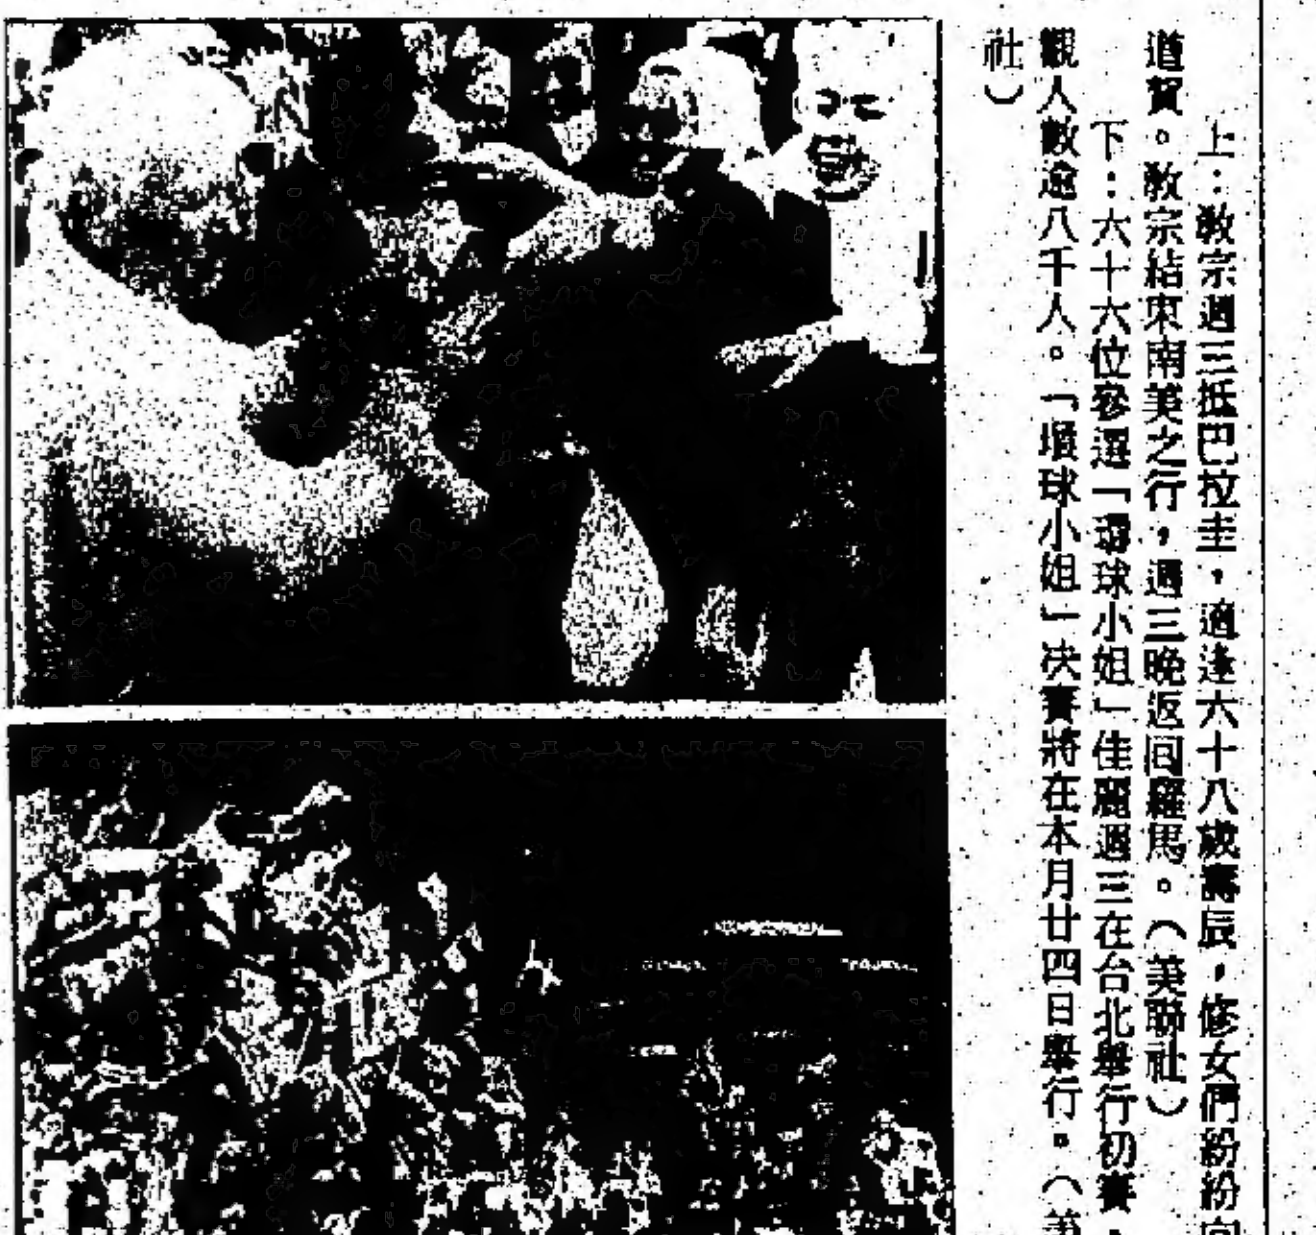 上：教宗週三抵巴拉圭，適逢六十八歲壽辰，修女們紛紛向
道賀。教宗結束南美之行，週三晚返回羅馬。（美聯社）
下：六十六位參選「環球小姐」佳麗週三在台北舉行初賽，
觀人數逾八千人。「環球小姐」決賽將在本月廿四日舉行。（美
社）